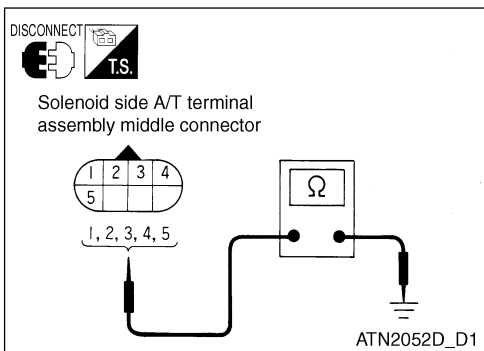 DISCONNECT
T.S.
Solenoid side A/T terminal
assembly middle connector
1 2 3 4
5
1, 2, 3, 4, 5
Ω
ATN2052D_D1